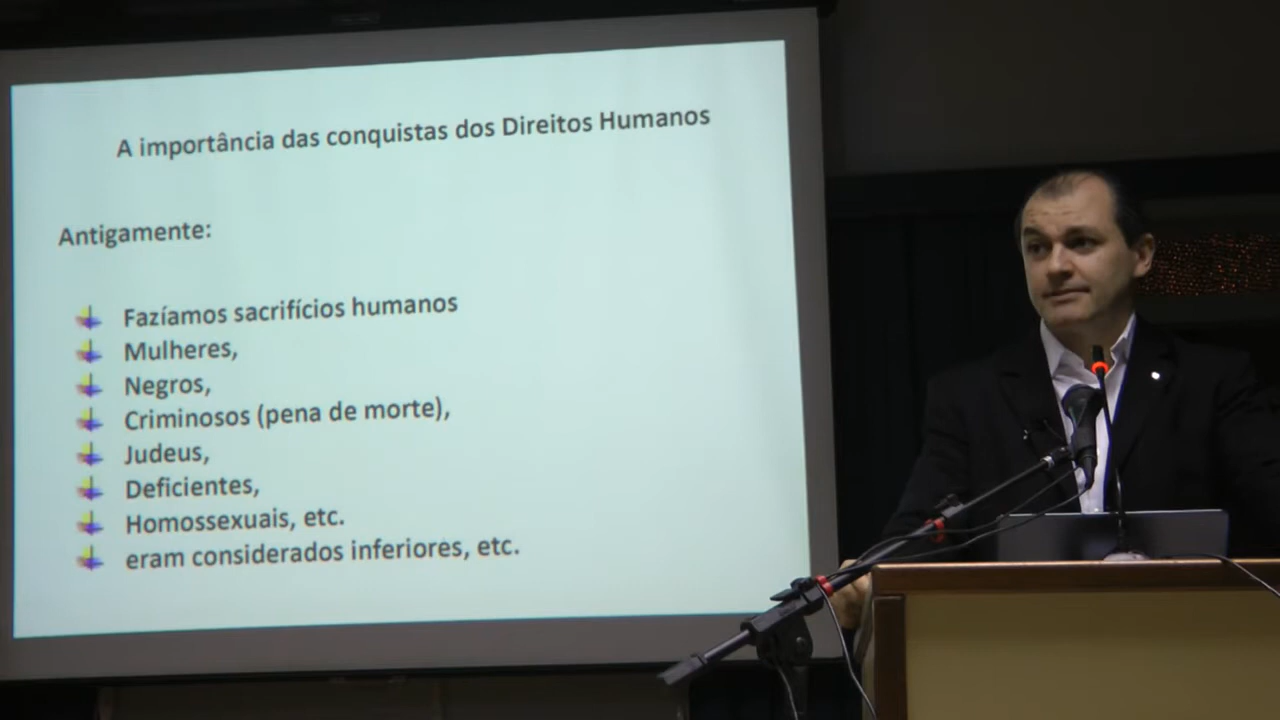 A importância das conquistas dos Direitos Humanos
Antigamente:
Fazíamos sacrifícios humanos
Mulheres,
Negros,
Criminosos (pena de morte),
Judeus,
Deficientes,
Homossexuais, etc.
eram considerados inferiores, etc.